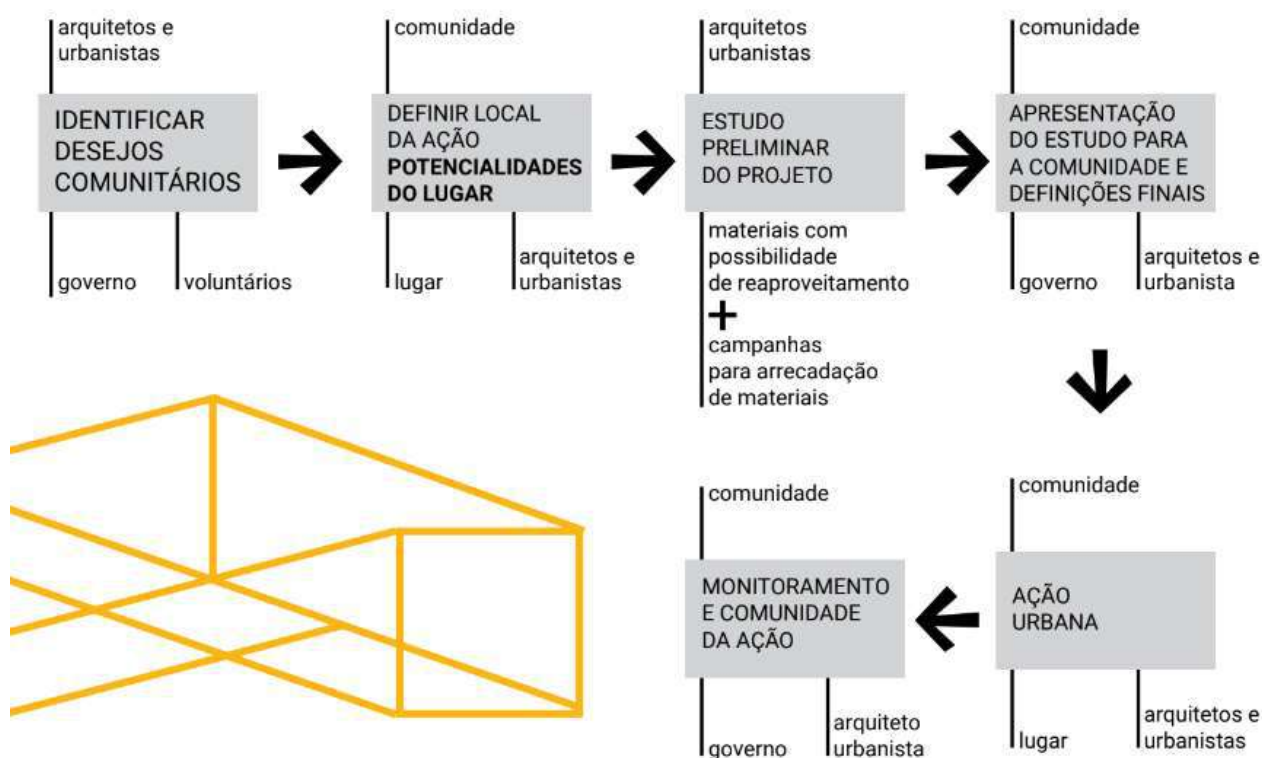 arquitetos e
urbanistas
IDENTIFICAR
DESEJOS
COMUNITÁRIOS
governo
voluntários
comunidade
DEFINIR LOCAL
DA AÇÃO
POTENCIALIDADES
DO LUGAR
lugar
arquitetos e
urbanistas
arquitetos
urbanistas
ESTUDO
PRELIMINAR
DO PROJETO
materiais com
possibilidade
de reaproveitamento
+
campanhas
para arrecadação
de materiais
comunidade
APRESENTAÇÃO
DO ESTUDO PARA
A COMUNIDADE E
DEFINIÇÕES FINAIS
governo
arquitetos e
urbanista
comunidade
AÇÃO
URBANA
lugar
arquitetos e
urbanistas
comunidade
MONITORAMENTO
E COMUNIDADE
DA AÇÃO
governo
arquiteto
urbanista